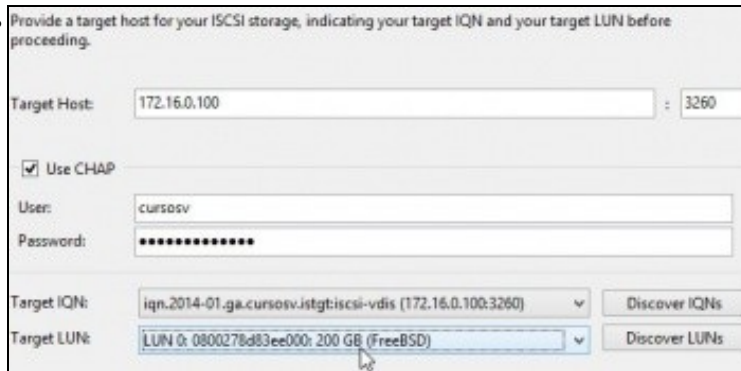 Provide a target host for your ISCSI storage, indicating your target IQN and your target LUN before
proceeding.
Target Host: 172.16.0.100 : 3260
Use CHAP
User: cursosv
Password: •••••••••••••
Target IQN: iqn.2014-01.ga.cursosv.istgt:iscsi-vdis (172.16.0.100:3260) Discover IQNs
Target LUN: LUN 0: 0800278d83ee000: 200 GB (FreeBSD) Discover LUNs